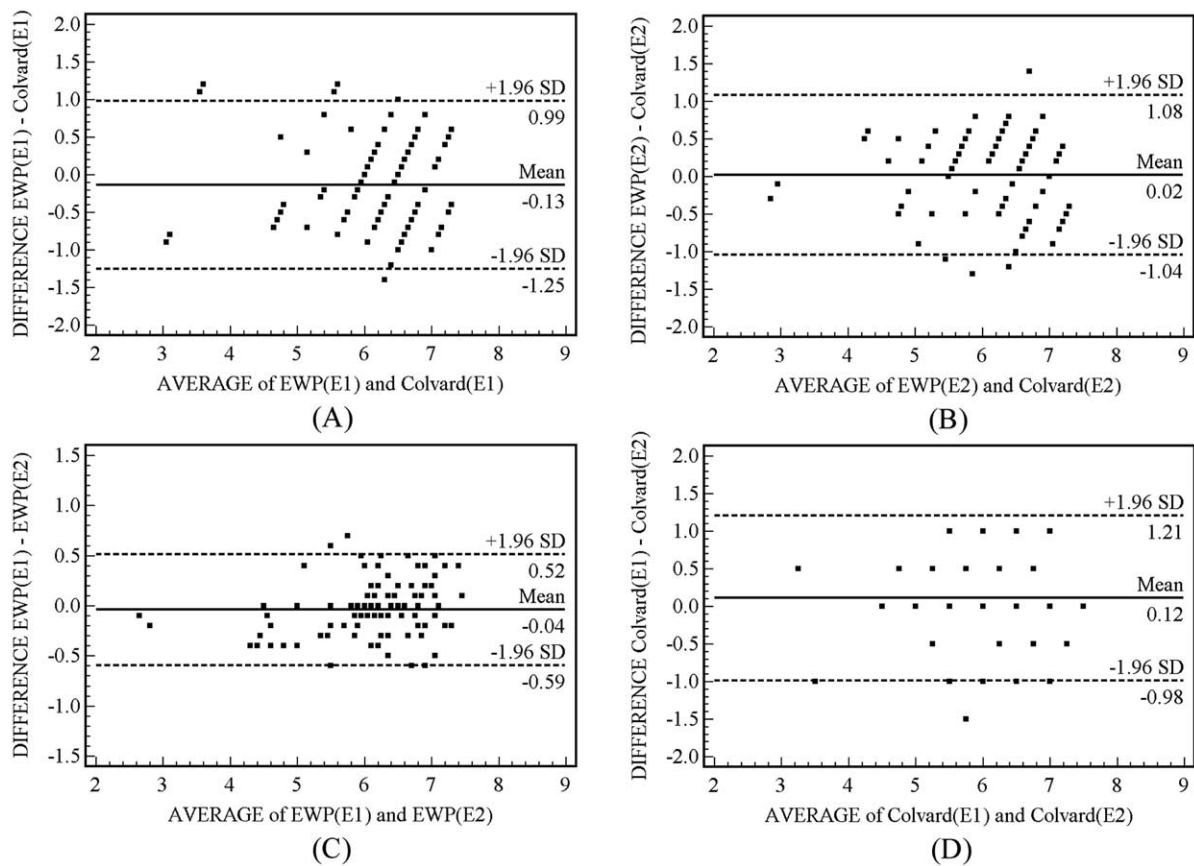 DIFFERENCE EWP(E1) - Colvard(E1)
2.0
1.5
1.0
0.5
0.0
-0.5
-1.0
-1.5
-2.0
+1.96 SD
0.99
Mean
-0.13
-1.96 SD
-1.25
2 3 4 5 6 7 8 9
AVERAGE of EWP(E1) and Colvard(E1)
(A)
DIFFERENCE EWP(E2) - Colvard(E2)
2.0
1.5
1.0
0.5
0.0
-0.5
-1.0
-1.5
-2.0
+1.96 SD
1.08
Mean
0.02
-1.96 SD
-1.04
2 3 4 5 6 7 8 9
AVERAGE of EWP(E2) and Colvard(E2)
(B)
DIFFERENCE EWP(E1) - EWP(E2)
1.5
1.0
0.5
0.0
-0.5
-1.0
-1.5
+1.96 SD
0.52
Mean
-0.04
-1.96 SD
-0.59
2 3 4 5 6 7 8 9
AVERAGE of EWP(E1) and EWP(E2)
(C)
DIFFERENCE Colvard(E1) - Colvard(E2)
2.0
1.5
1.0
0.5
0.0
-0.5
-1.0
-1.5
-2.0
+1.96 SD
1.21
Mean
0.12
-1.96 SD
-0.98
2 3 4 5 6 7 8 9
AVERAGE of Colvard(E1) and Colvard(E2)
(D)